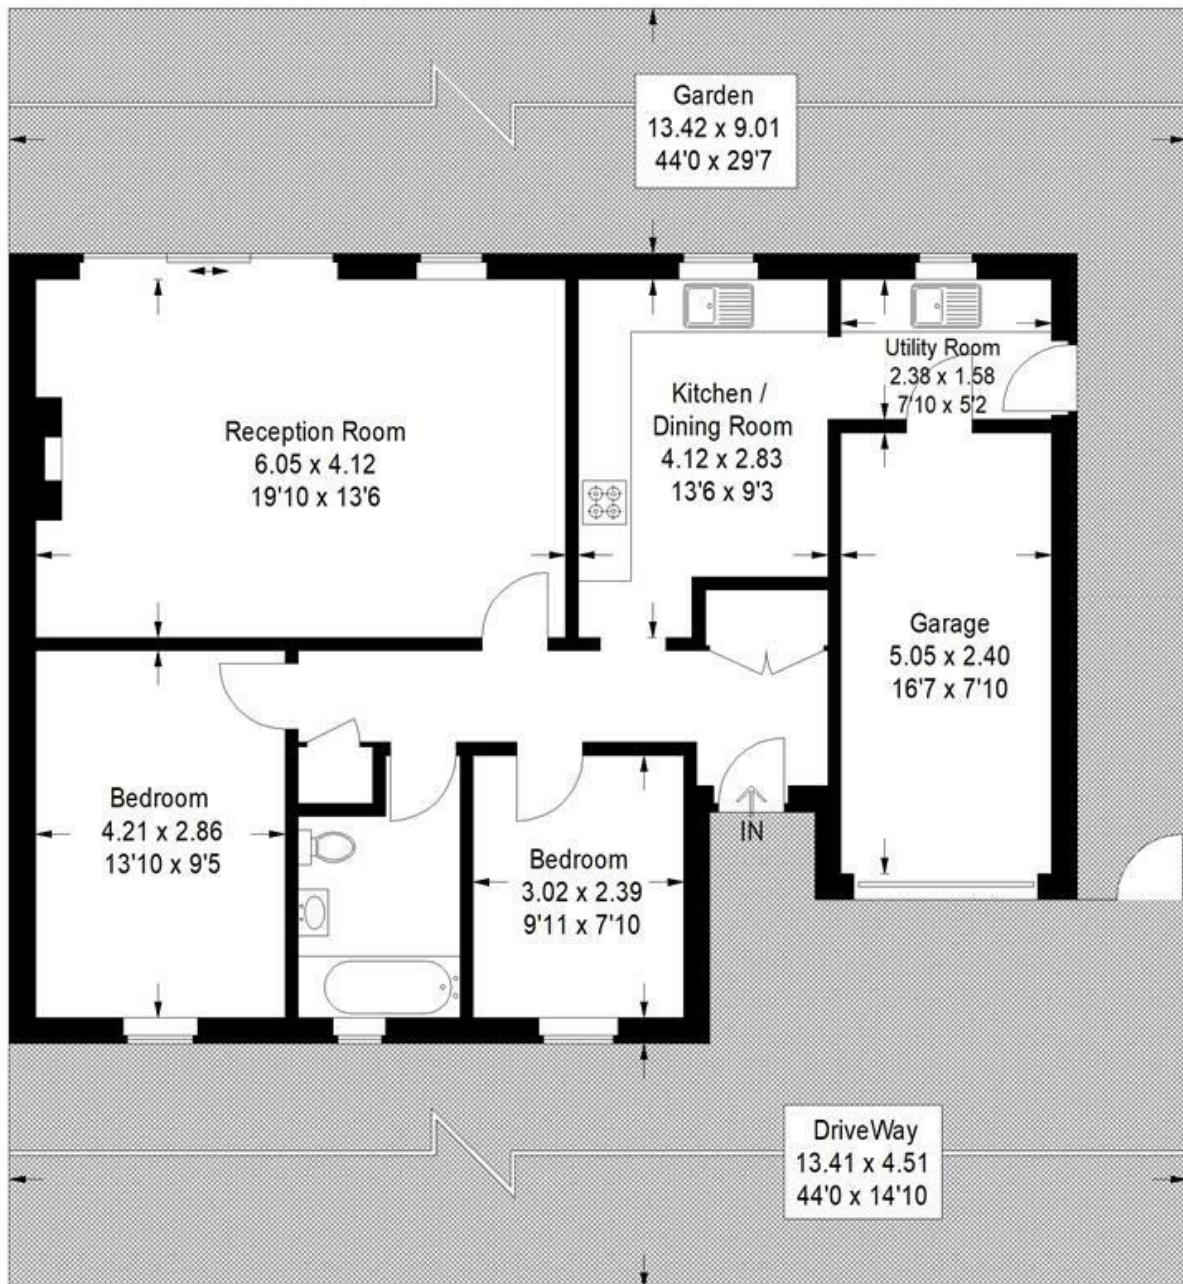 Garden
13.42 x 9.01
44'0 x 29'7
Utility Room
2.38 x 1.58
7'10 x 5'2
Kitchen /
Dining Room
4.12 x 2.83
13'6 x 9'3
Reception Room
6.05 x 4.12
19'10 x 13'6
Garage
5.05 x 2.40
16'7 x 7'10
Bedroom
4.21 x 2.86
13'10 x 9'5
IN
Bedroom
3.02 x 2.39
9'11 x 7'10
DriveWay
13.41 x 4.51
44'0 x 14'10